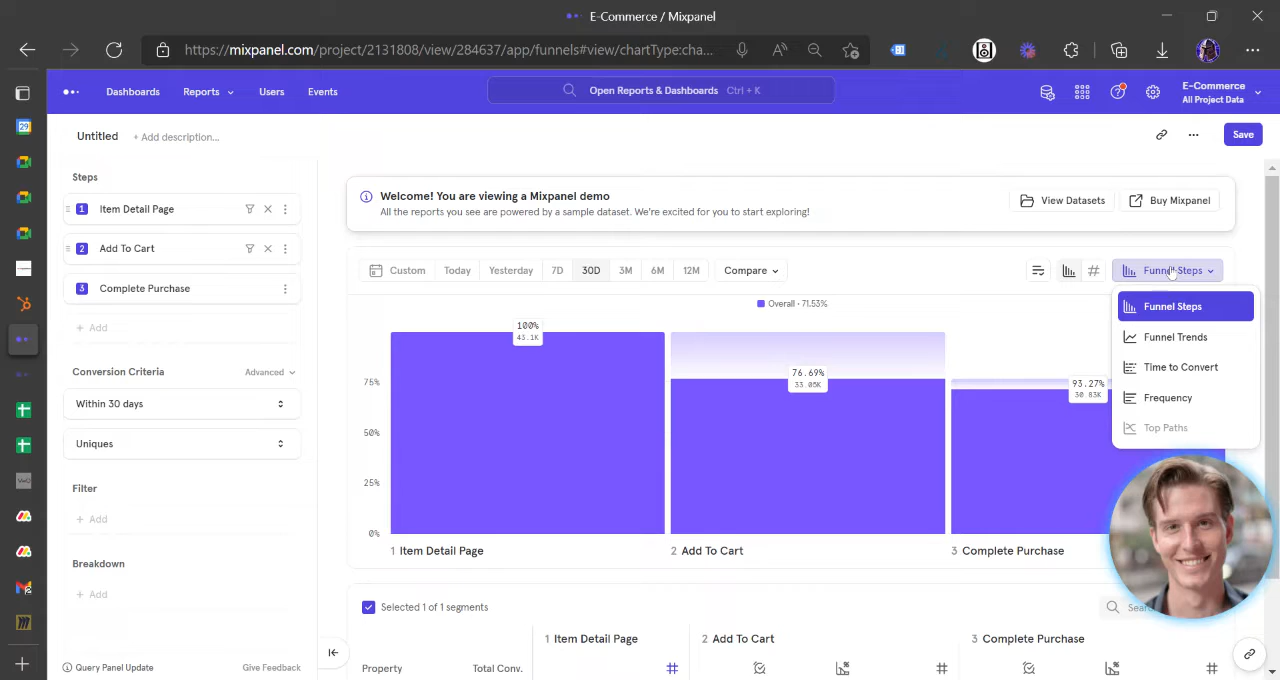 E-Commerce / Mixpanel
https://mixpanel.com/project/2131808/view/284637/app/funnels#view/chartType:cha...
Dashboards
Reports
Users
Events
Open Reports & Dashboards Ctrl + K
E-Commerce
All Project Data
Untitled
+ Add description...
Save
Steps
1 Item Detail Page
2 Add To Cart
3 Complete Purchase
+ Add
Conversion Criteria
Advanced
Within 30 days
Uniques
Filter
+ Add
Breakdown
+ Add
Query Panel Update
Give Feedback
Welcome! You are viewing a Mixpanel demo
All the reports you see are powered by a sample dataset. We're excited for you to start exploring!
View Datasets
Buy Mixpanel
Custom
Today
Yesterday
7D
30D
3M
6M
12M
Compare
Funnel Steps
Funnel Steps
Funnel Trends
Time to Convert
Frequency
Top Paths
Overall - 71.53%
100%
43.1K
76.69%
33.05K
93.27%
30.83K
75%
50%
25%
0%
1 Item Detail Page
2 Add To Cart
3 Complete Purchase
Selected 1 of 1 segments
Property
Total Conv.
1 Item Detail Page
2 Add To Cart
3 Complete Purchase